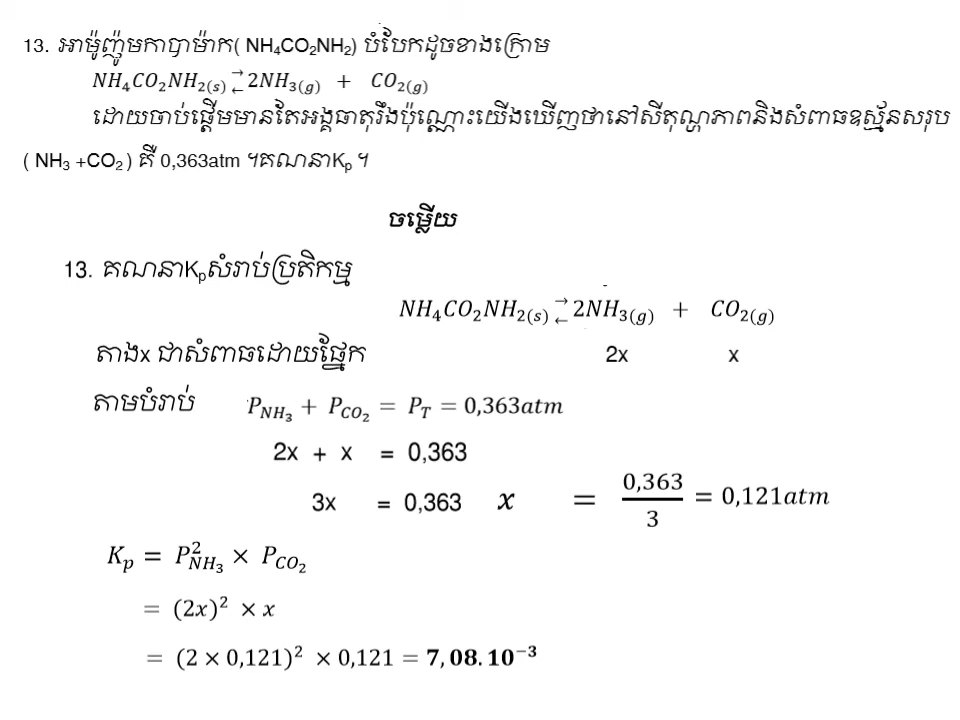 13. អាម៉ូញ៉ូមកាបាម៉ាក( NH₄CO₂NH₂) បំបែកដូចខាងក្រោម
NH₄CO₂NH₂₍ₛ₎ ⇄ 2NH₃₍g₎ + CO₂₍g₎
ដោយចាប់ផ្តើមមានតែអង្គធាតុរឹងប៉ុណ្ណោះយើងឃើញថានៅសីតុណ្ហភាពនិងសំពាធឧស្ម័នសរុប
( NH₃ +CO₂ ) គឺ 0,363atm ។គណនាKₚ ។
ចម្លើយ
13. គណនាKₚសំរាប់ប្រតិកម្ម
NH₄CO₂NH₂₍ₛ₎ ⇄ 2NH₃₍g₎ + CO₂₍g₎
តាងx ជាសំពាធដោយផ្នែក 2x x
តាមបំរាប់ P_NH₃ + P_CO₂ = P_T = 0,363atm
2x + x = 0,363
3x = 0,363 x = 0,363/3 = 0,121atm
Kₚ = P²_NH₃ × P_CO₂
= (2x)² × x
= (2 × 0,121)² × 0,121 = 7,08.10⁻³